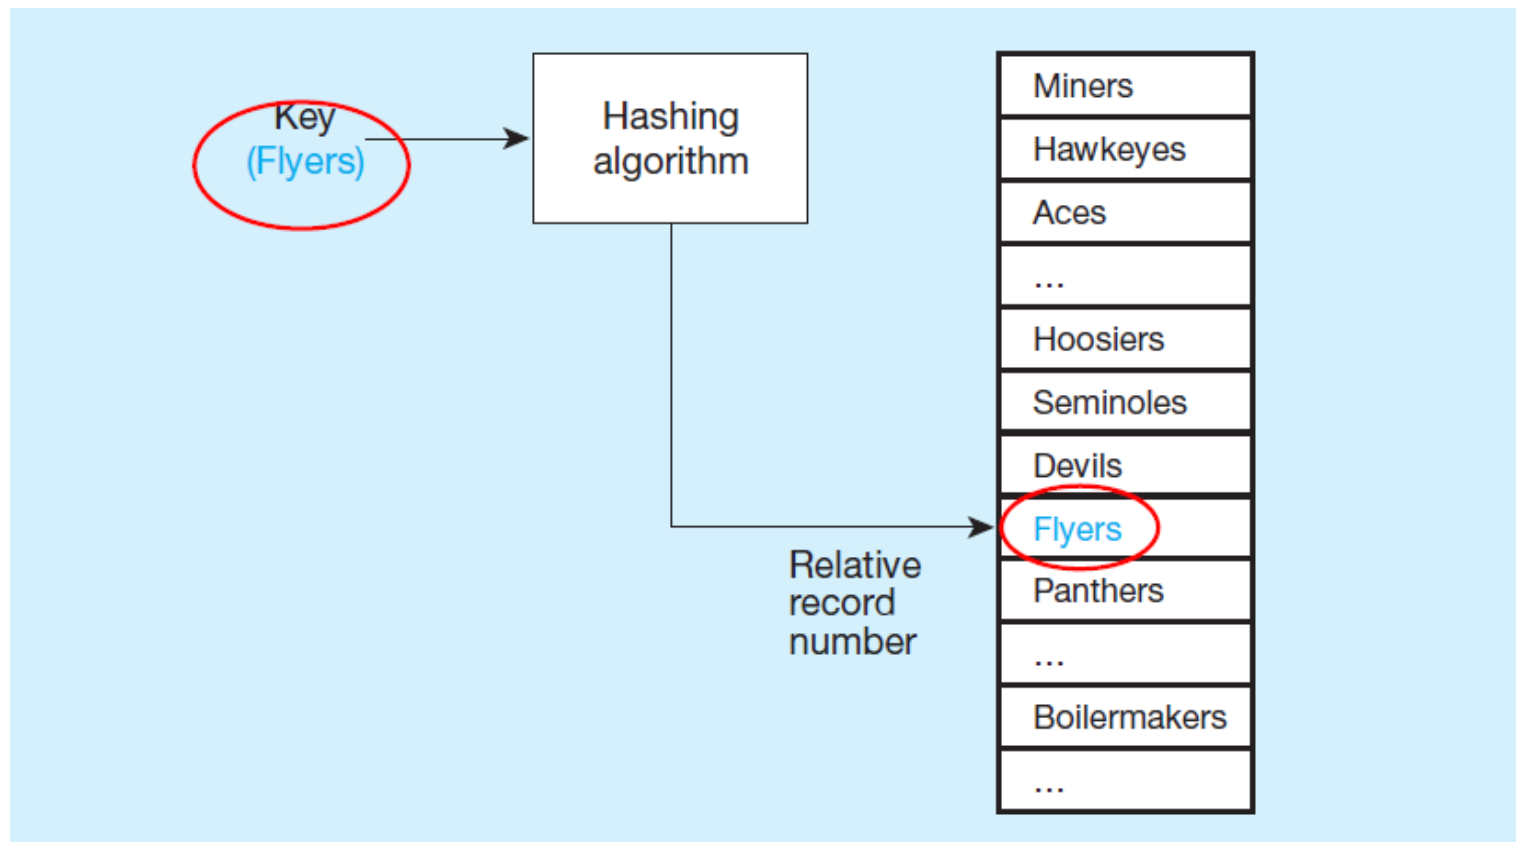 Key
(Flyers)
Hashing
algorithm
Relative
record
number
Miners
Hawkeyes
Aces
...
Hoosiers
Seminoles
Devils
Flyers
Panthers
...
Boilermakers
...